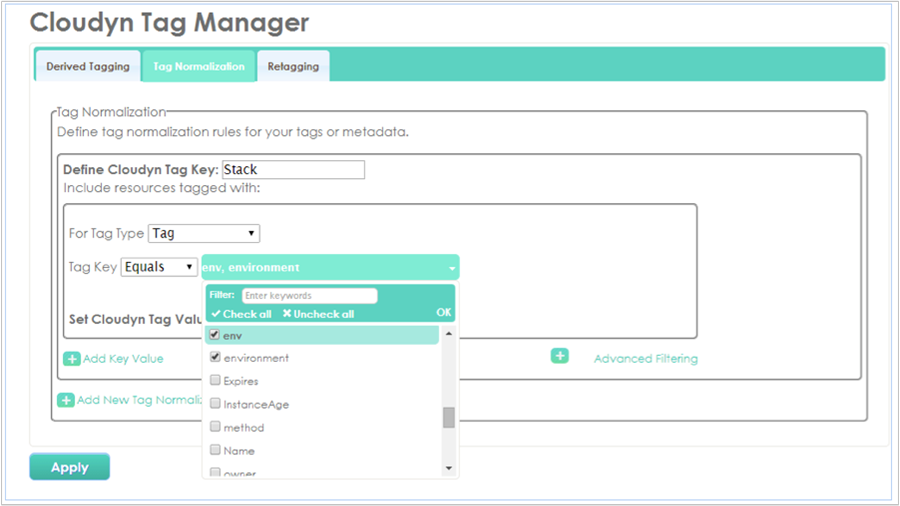 Cloudyn Tag Manager
Derived Tagging Tag Normalization Retagging
Tag Normalization
Define tag normalization rules for your tags or metadata.
Define Cloudyn Tag Key: Stack
Include resources tagged with:
For Tag Type Tag
Tag Key Equals env, environment
Filter: Enter keywords
Check all Uncheck all OK
Set Cloudyn Tag Valu
env
environment
Add Key Value Advanced Filtering
Expires
Add New Tag Normaliz
InstanceAge
method
Name
owner
Apply